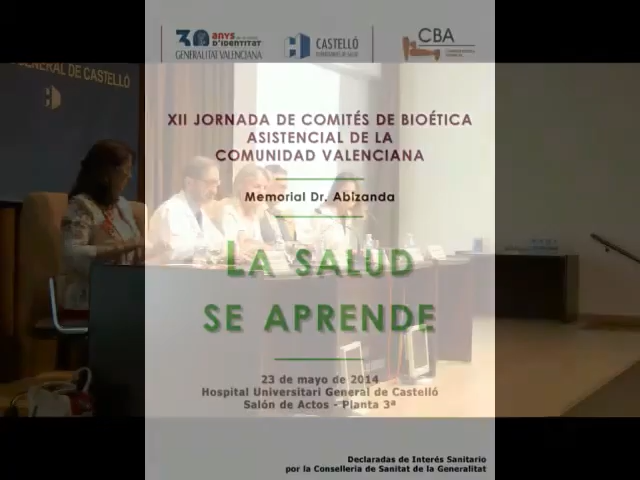 30 anys D'IDENTITAT
GENERALITAT VALENCIANA
CASTELLÓ
CBA
GENERAL DE CASTELLÓ
XII JORNADA DE COMITÉS DE BIOÉTICA
ASISTENCIAL DE LA
COMUNIDAD VALENCIANA
Memorial Dr. Abizanda
LA SALUD
SE APRENDE
23 de mayo de 2014
Hospital Universitari General de Castelló
Salón de Actos - Planta 3ª
Declaradas de Interés Sanitario
por la Conselleria de Sanitat de la Generalitat